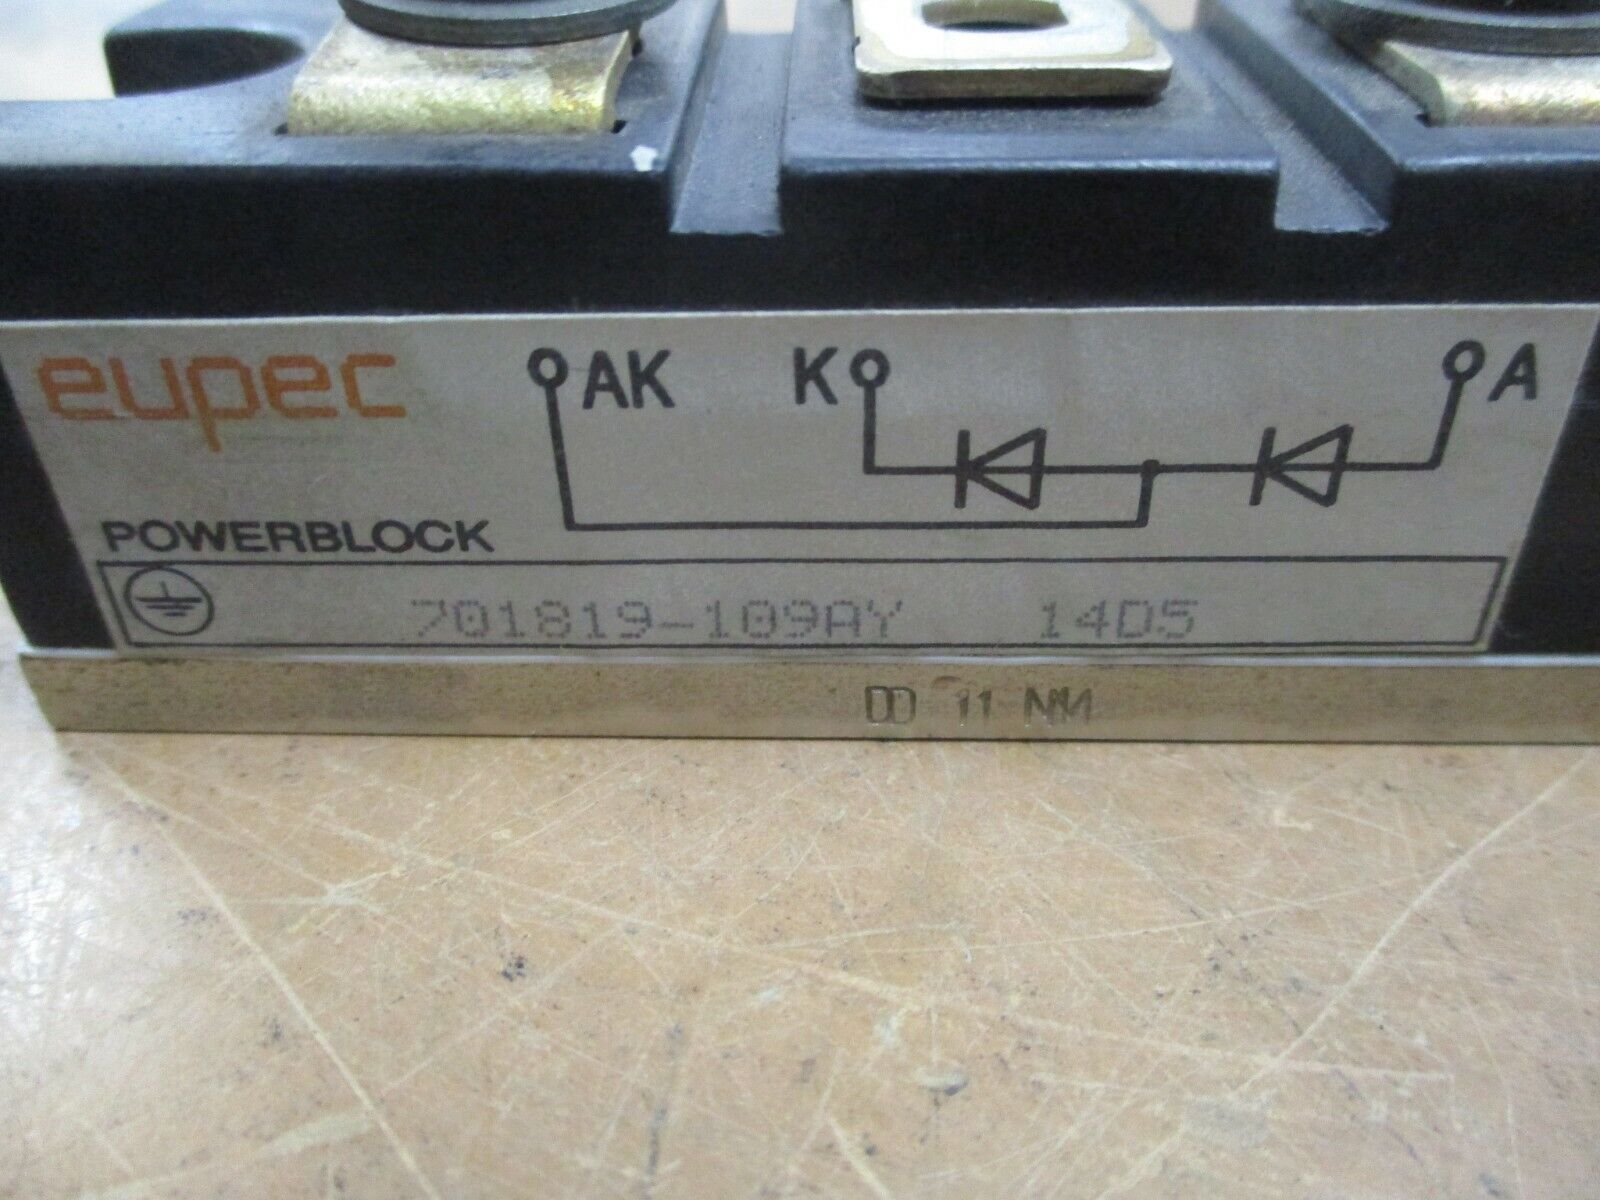 eupec
AK K A
POWERBLOCK
701819-109AY 14D5
DD 11 NM